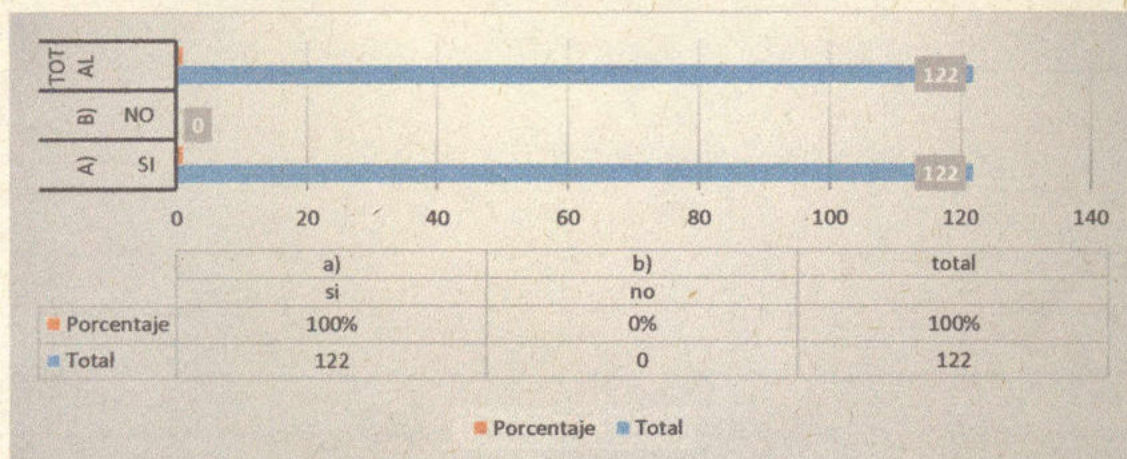 TOT
AL
122
B) NO
0
A) SI
122
0 20 40 60 80 100 120 140
a) b) total
si no
Porcentaje 100% 0% 100%
Total 122 0 122
Porcentaje Total